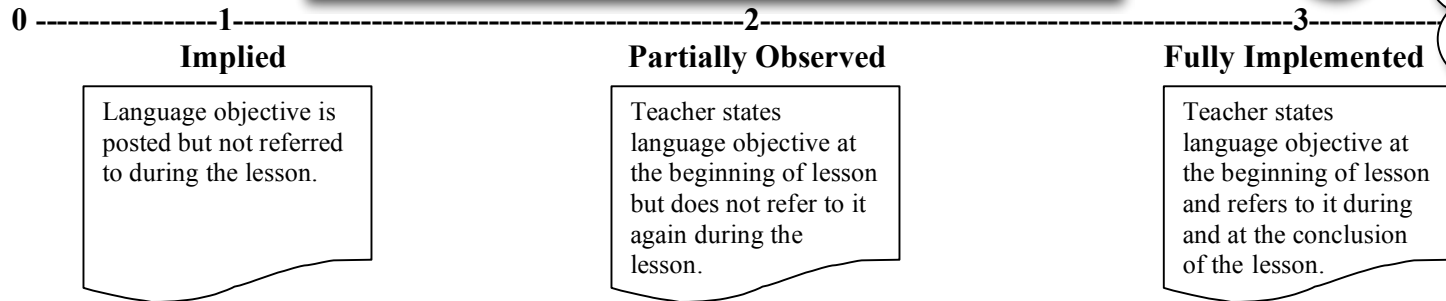 0 -----------------1------------------------------------------------2--------------------------------------------------3-------------
Implied Partially Observed Fully Implemented
Language objective is
posted but not referred
to during the lesson.
Teacher states
language objective at
the beginning of lesson
but does not refer to it
again during the
lesson.
Teacher states
language objective at
the beginning of lesson
and refers to it during
and at the conclusion
of the lesson.